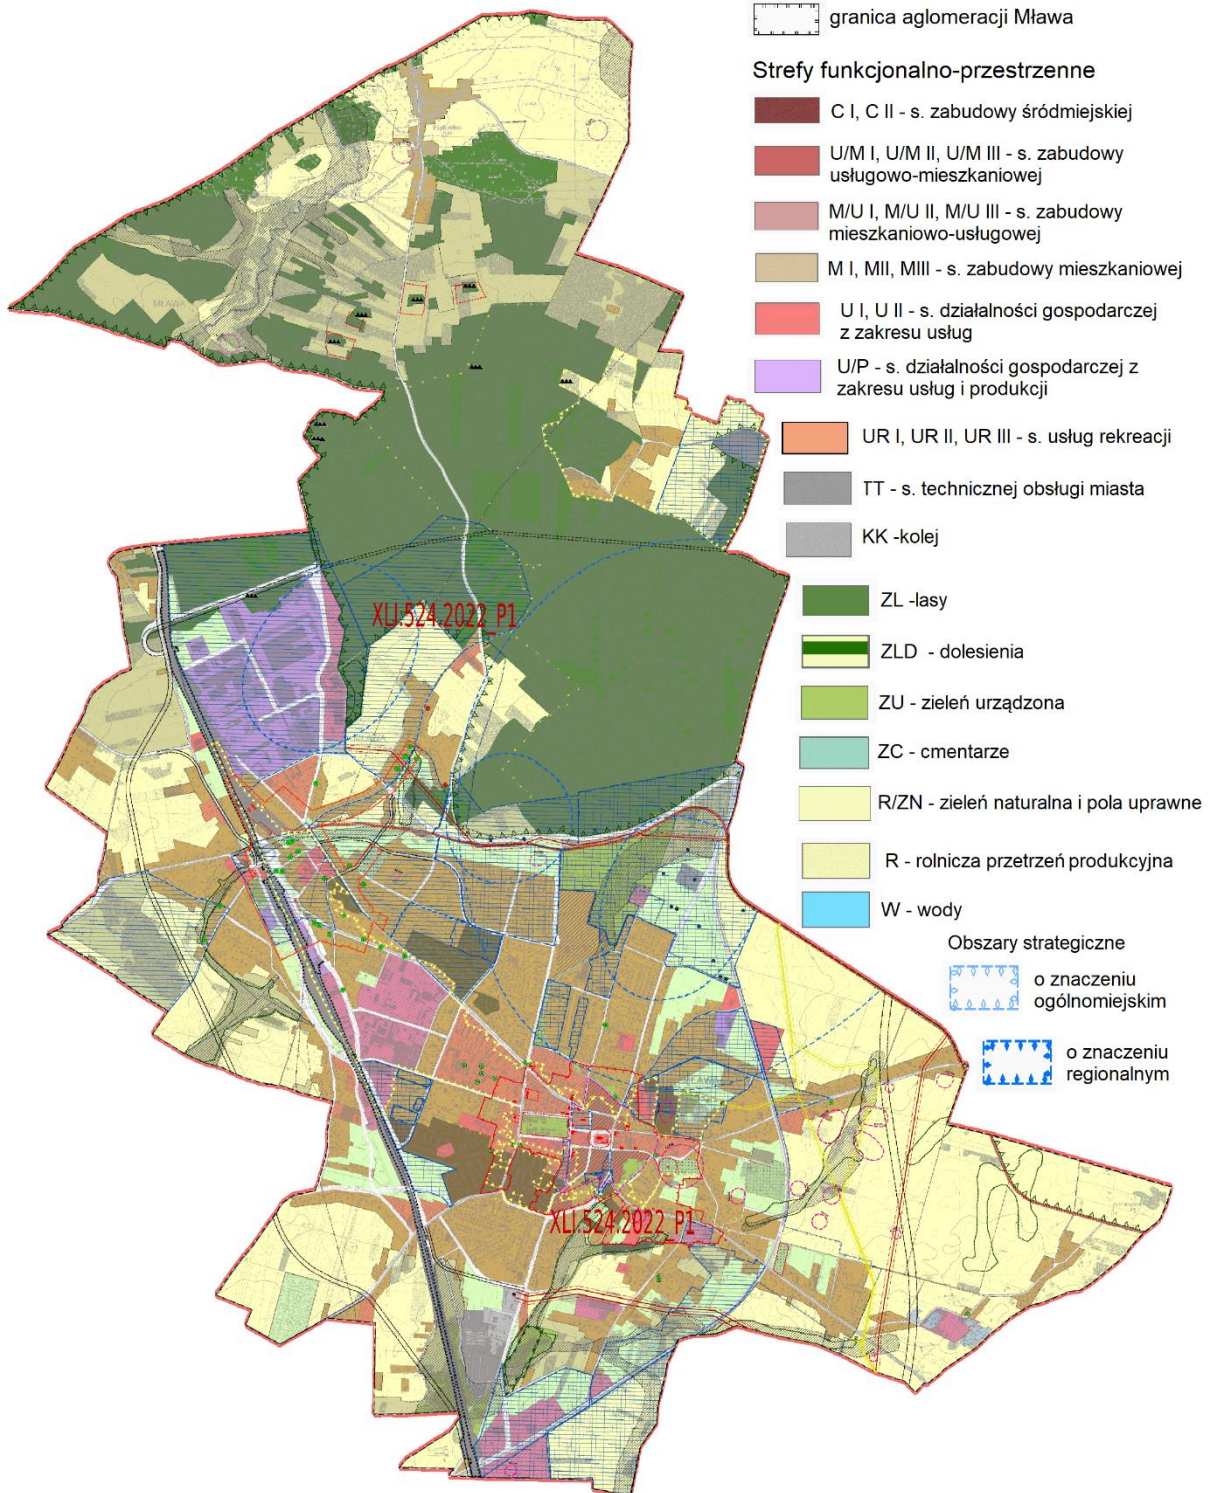 granica aglomeracji Mława
Strefy funkcjonalno-przestrzenne
C I, C II - s. zabudowy śródmiejskiej
U/M I, U/M II, U/M III - s. zabudowy
usługowo-mieszkaniowej
M/U I, M/U II, M/U III - s. zabudowy
mieszkaniowo-usługowej
M I, MII, MIII - s. zabudowy mieszkaniowej
U I, U II - s. działalności gospodarczej
z zakresu usług
U/P - s. działalności gospodarczej z
zakresu usług i produkcji
UR I, UR II, UR III - s. usług rekreacji
TT - s. technicznej obsługi miasta
KK -kolej
ZL -lasy
ZLD - dolesienia
ZU - zieleń urządzona
ZC - cmentarze
R/ZN - zieleń naturalna i pola uprawne
R - rolnicza przetrzeń produkcyjna
W - wody
Obszary strategiczne
o znaczeniu
ogólnomiejskim
o znaczeniu
regionalnym
MŁAWA
XLI.524.2022_P1
XLI.524.2022_P1